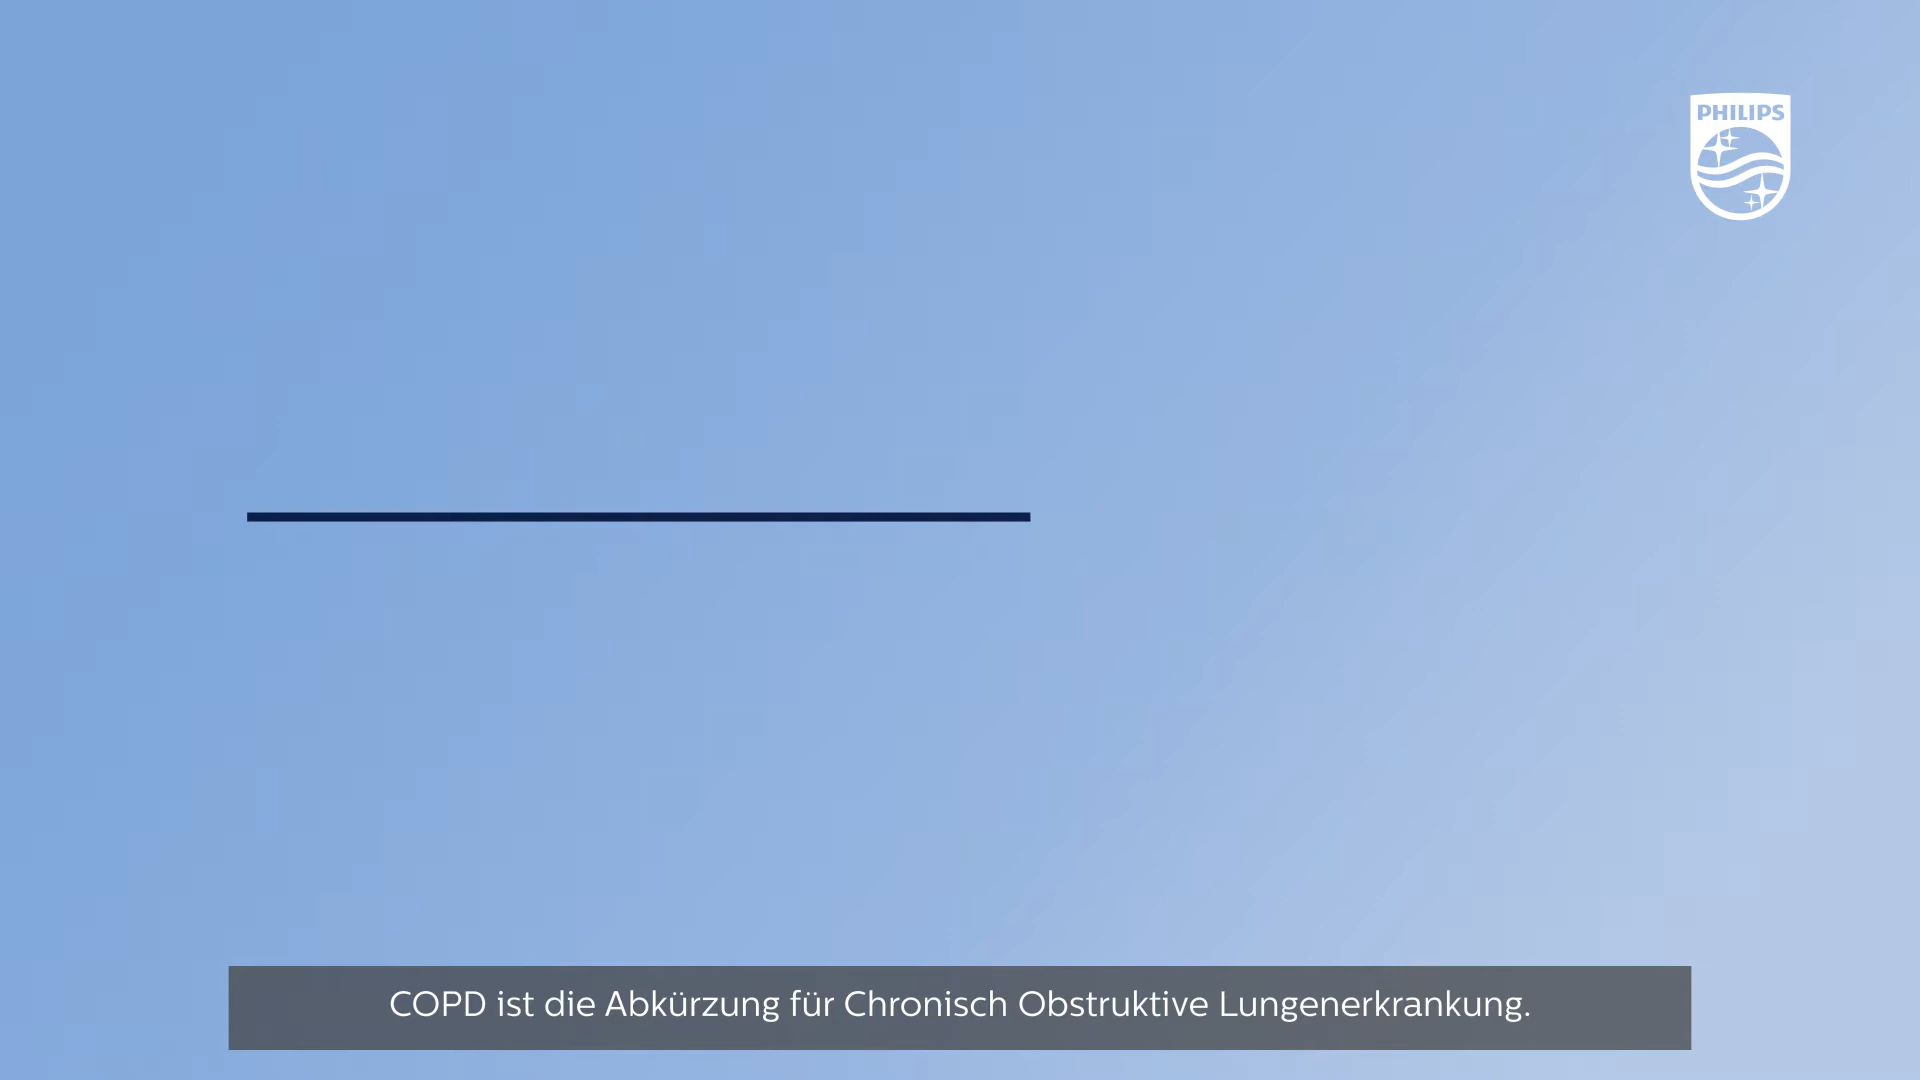 PHILIPS
COPD ist die Abkürzung für Chronisch Obstruktive Lungenerkrankung.